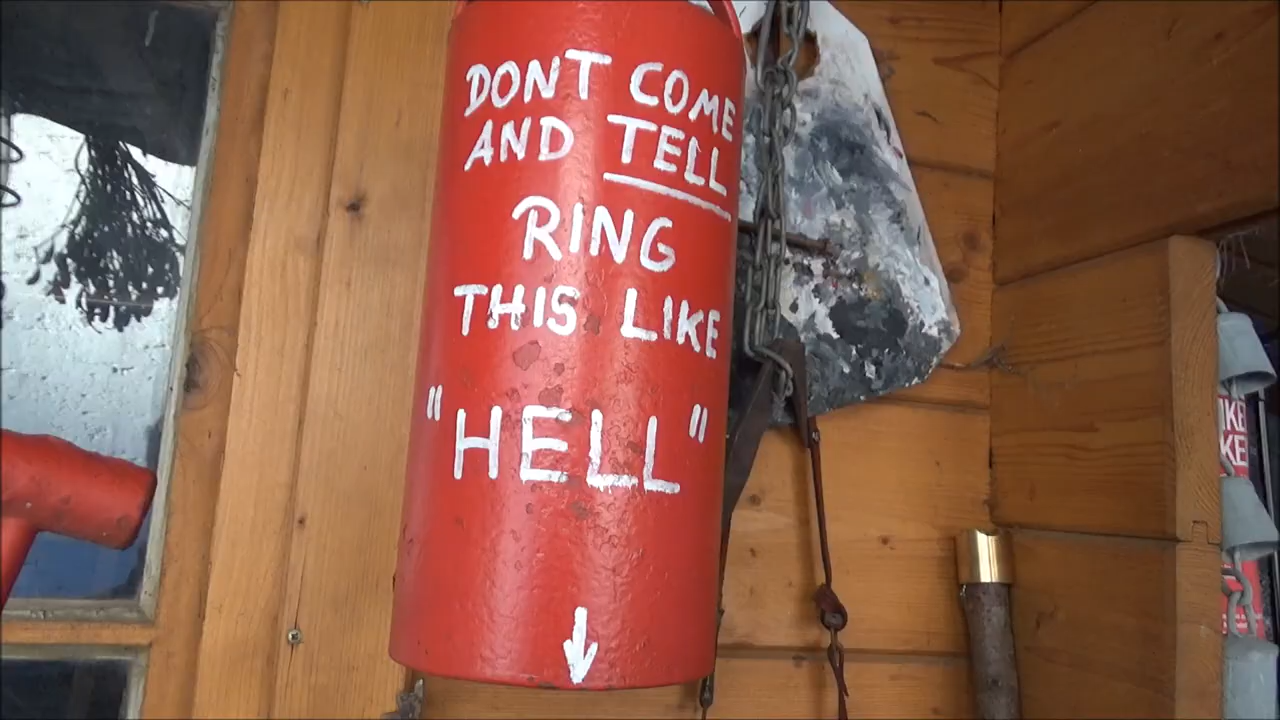 DONT COME
AND TELL
RING
THIS LIKE
"HELL"